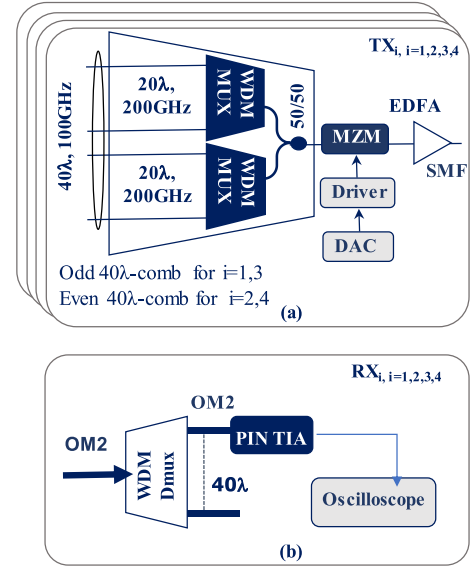 TXi, i=1,2,3,4
40λ, 100GHz
20λ,
200GHz
WDM
MUX
50/50
20λ,
200GHz
WDM
MUX
MZM
EDFA
SMF
Driver
DAC
Odd 40λ-comb for i=1,3
Even 40λ-comb for i=2,4
(a)
RXi, i=1,2,3,4
OM2
OM2
WDM
Dmux
PIN TIA
40λ
Oscilloscope
(b)